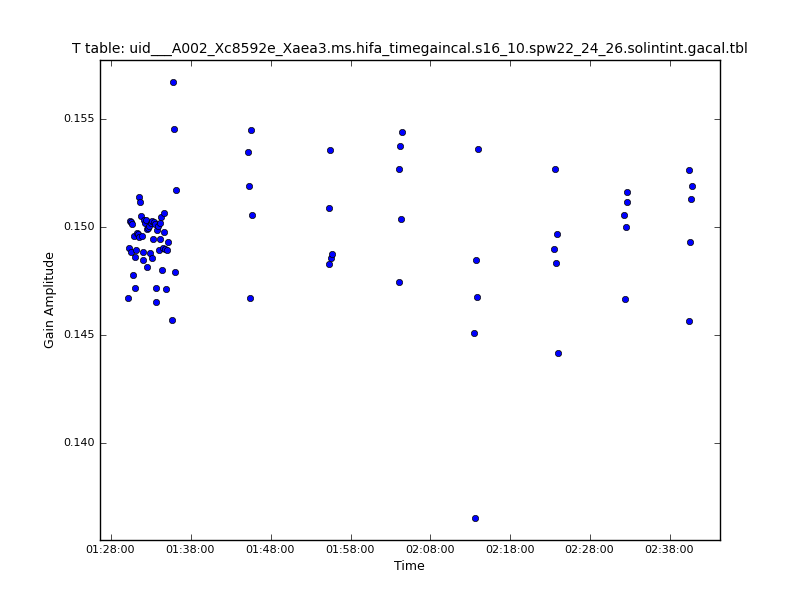 T table: uid___A002_Xc8592e_Xaea3.ms.hifa_timegaincal.s16_10.spw22_24_26.solintint.gacal.tbl
0.155
0.150
0.145
0.140
Gain Amplitude
01:28:00 01:38:00 01:48:00 01:58:00 02:08:00 02:18:00 02:28:00 02:38:00
Time